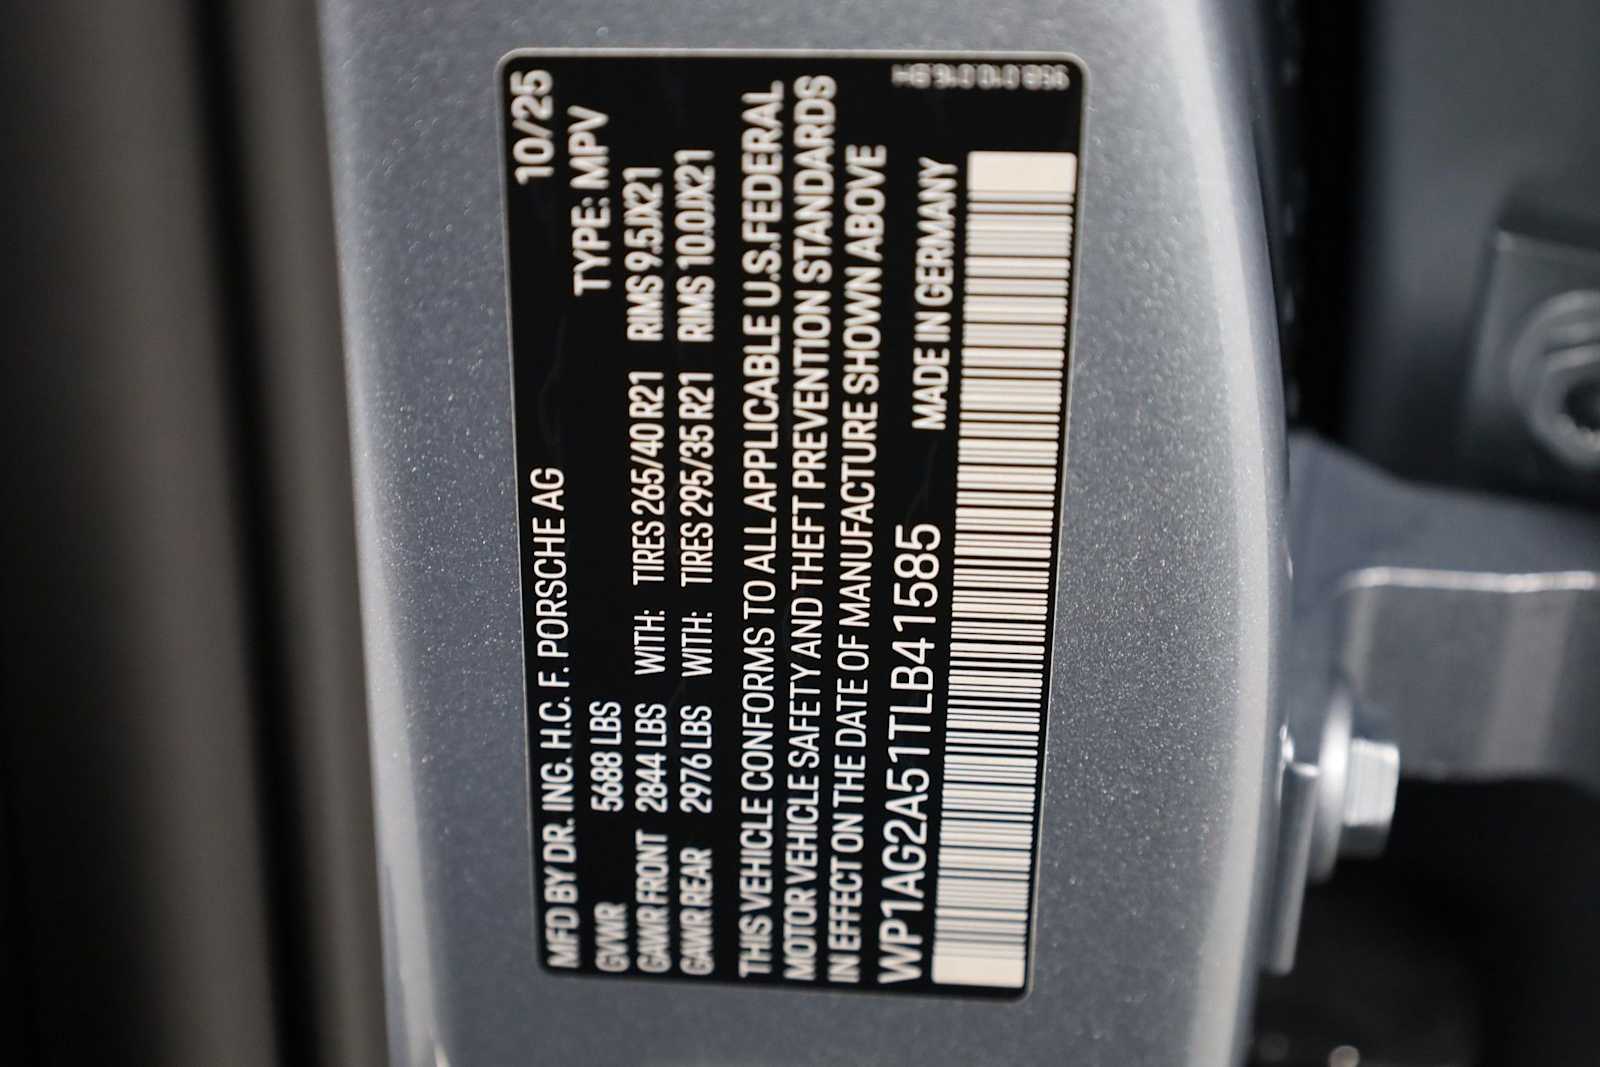 MFD BY DR. ING. H.C. F. PORSCHE AG 10/25
GVWR 5688 LBS TYPE: MPV
GAWR FRONT 2844 LBS WITH: TIRES 265/40 R21 RIMS 9.5JX21
GAWR REAR 2976 LBS WITH: TIRES 295/35 R21 RIMS 10.0JX21
THIS VEHICLE CONFORMS TO ALL APPLICABLE U.S.FEDERAL
MOTOR VEHICLE SAFETY AND THEFT PREVENTION STANDARDS
IN EFFECT ON THE DATE OF MANUFACTURE SHOWN ABOVE
WP1AG2A51TLB41585 MADE IN GERMANY